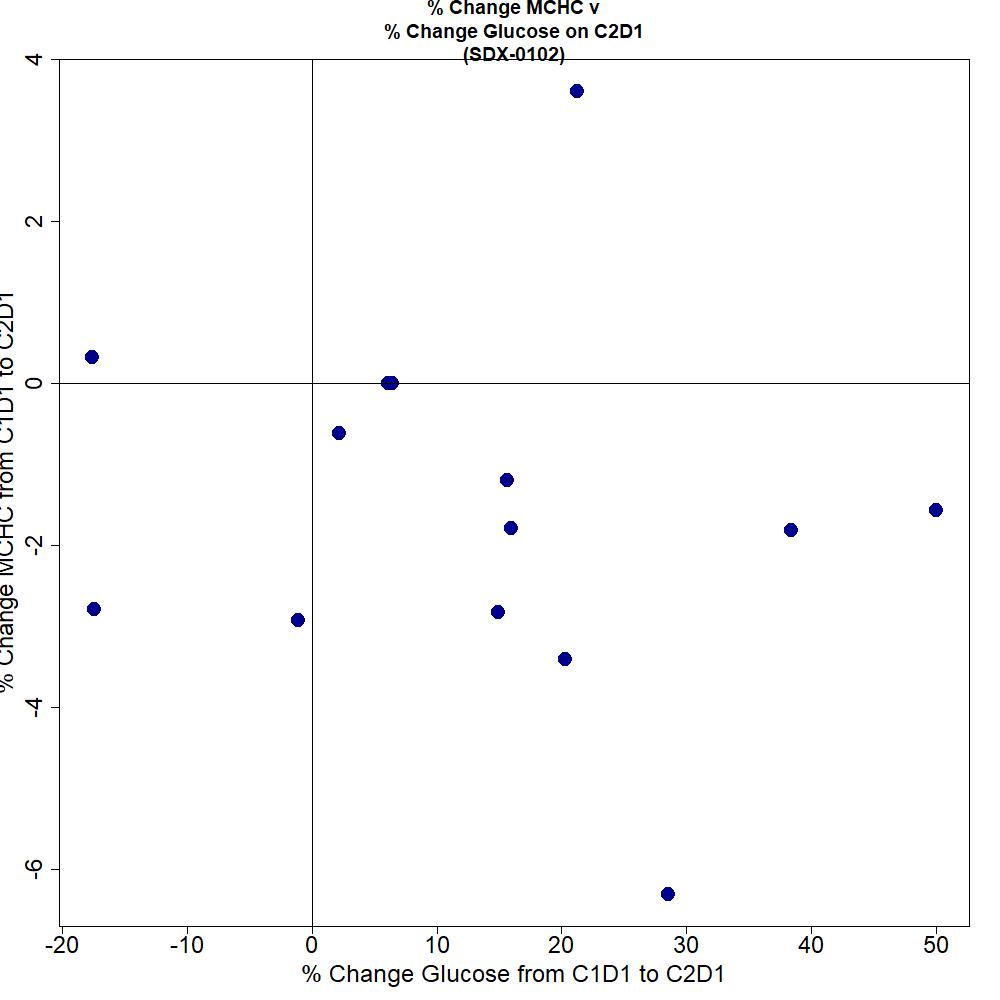 % Change MCHC v
% Change Glucose on C2D1
(SDX-0102)
4
2
0
-2
-4
-6
% Change MCHC from C1D1 to C2D1
-20 -10 0 10 20 30 40 50
% Change Glucose from C1D1 to C2D1